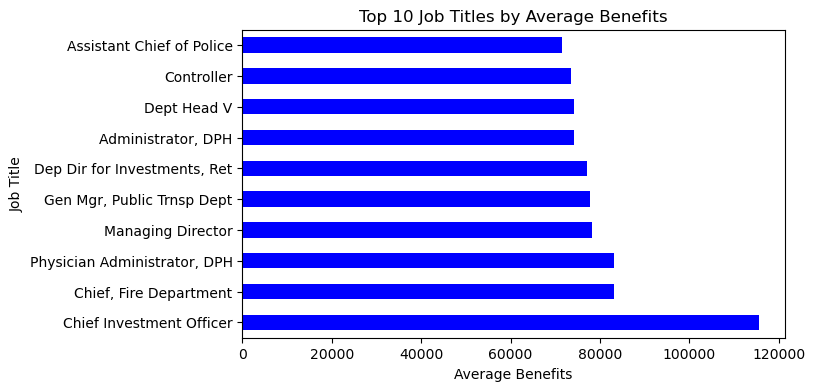 Top 10 Job Titles by Average Benefits
Job Title
Assistant Chief of Police
Controller
Dept Head V
Administrator, DPH
Dep Dir for Investments, Ret
Gen Mgr, Public Trnsp Dept
Managing Director
Physician Administrator, DPH
Chief, Fire Department
Chief Investment Officer
0 20000 40000 60000 80000 100000 120000
Average Benefits